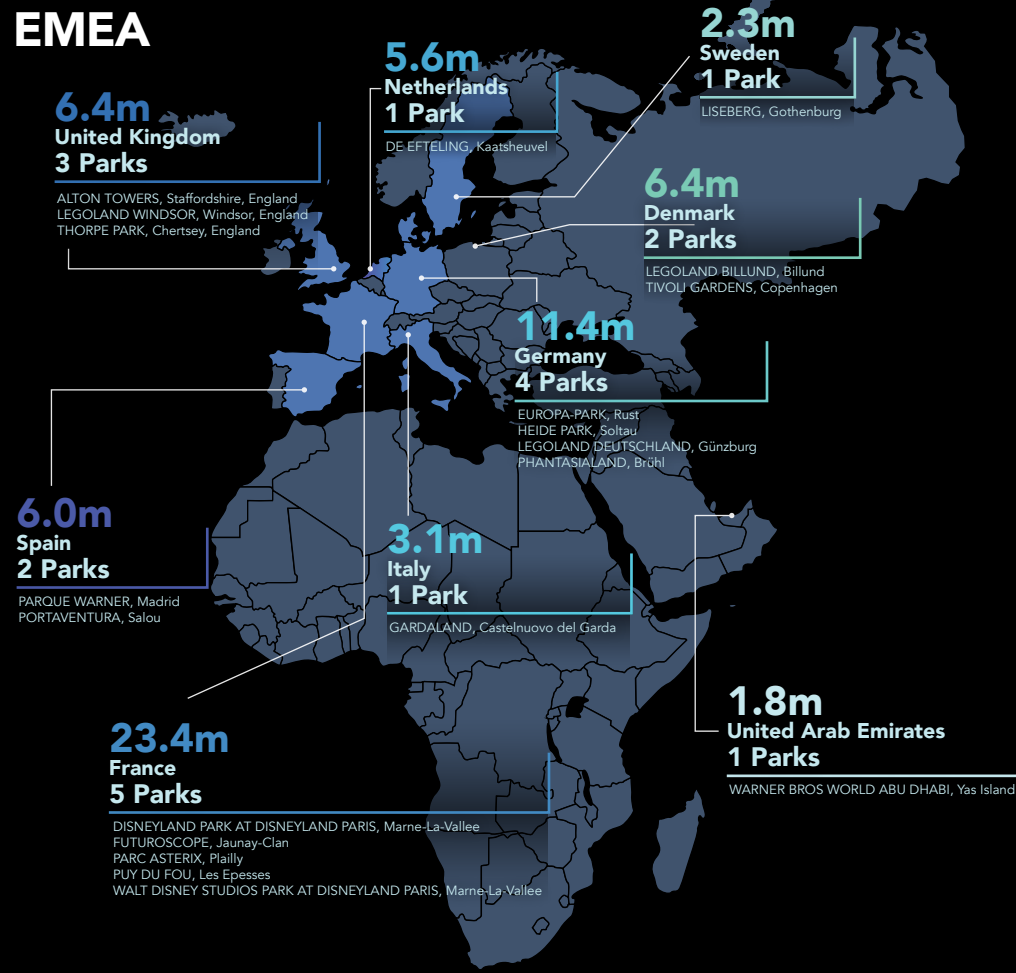 EMEA
2.3m
Sweden
1 Park
LISEBERG, Gothenburg
5.6m
Netherlands
1 Park
DE EFTELING, Kaatsheuvel
6.4m
United Kingdom
3 Parks
ALTON TOWERS, Staffordshire, England
LEGOLAND WINDSOR, Windsor, England
THORPE PARK, Chertsey, England
6.4m
Denmark
2 Parks
LEGOLAND BILLUND, Billund
TIVOLI GARDENS, Copenhagen
11.4m
Germany
4 Parks
EUROPA-PARK, Rust
HEIDE PARK, Soltau
LEGOLAND DEUTSCHLAND, Günzburg
PHANTASIALAND, Brühl
6.0m
Spain
2 Parks
PARQUE WARNER, Madrid
PORTAVENTURA, Salou
3.1m
Italy
1 Park
GARDALAND, Castelnuovo del Garda
23.4m
France
5 Parks
DISNEYLAND PARK AT DISNEYLAND PARIS, Marne-La-Vallee
FUTUROSCOPE, Jaunay-Clan
PARC ASTERIX, Plailly
PUY DU FOU, Les Epesses
WALT DISNEY STUDIOS PARK AT DISNEYLAND PARIS, Marne-La-Vallee
1.8m
United Arab Emirates
1 Parks
WARNER BROS WORLD ABU DHABI, Yas Island